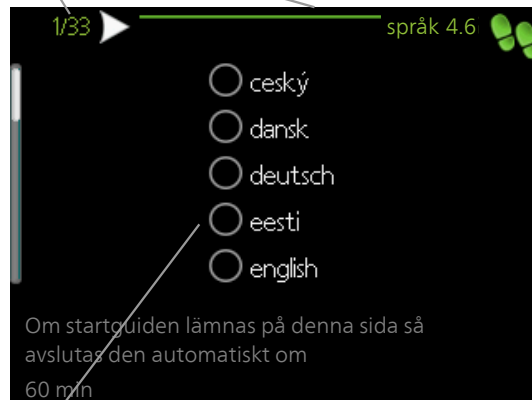 1/33
språk 4.6
ceský
dansk
deutsch
eesti
english
Om startguiden lämnas på denna sida så
avslutas den automatiskt om
60 min